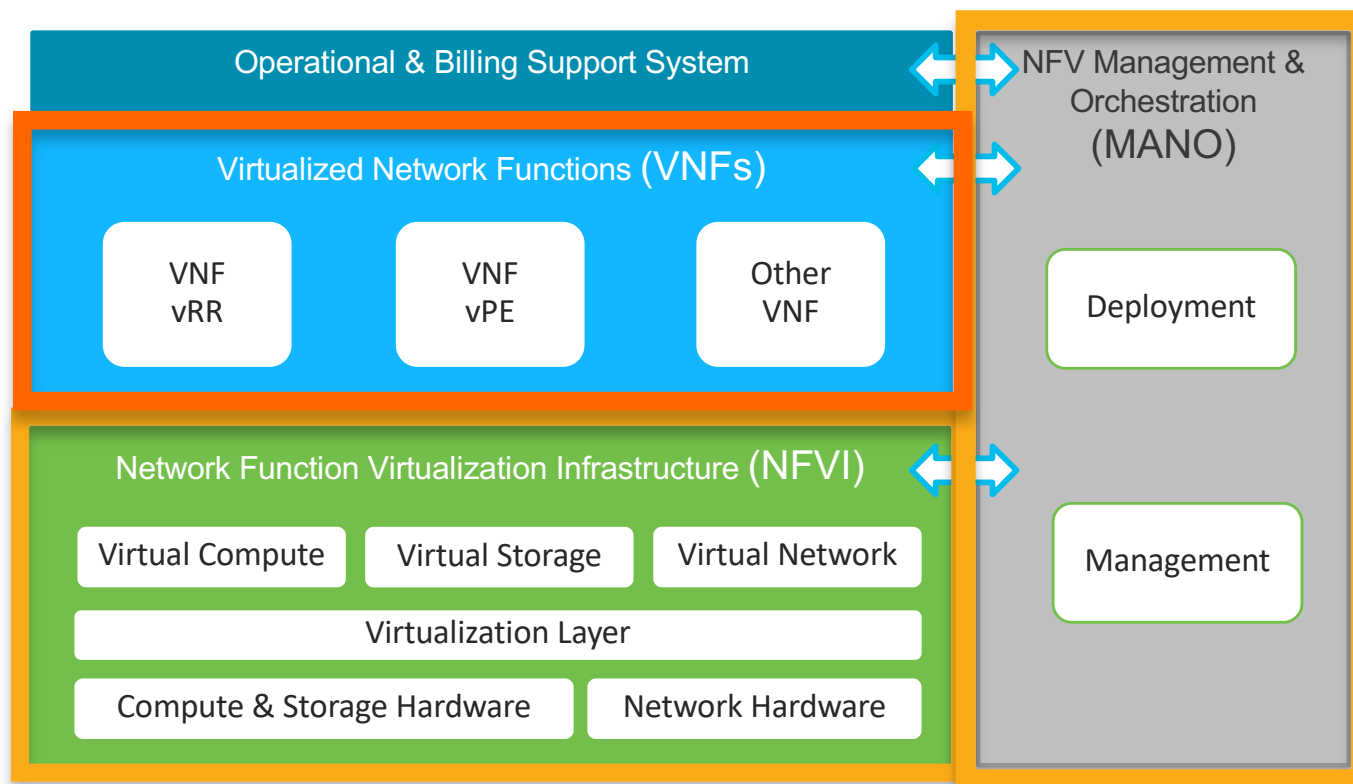 Operational & Billing Support System
NFV Management &
Orchestration
(MANO)
Virtualized Network Functions (VNFs)
VNF
vRR
VNF
vPE
Other
VNF
Deployment
Network Function Virtualization Infrastructure (NFVI)
Virtual Compute
Virtual Storage
Virtual Network
Management
Virtualization Layer
Compute & Storage Hardware
Network Hardware